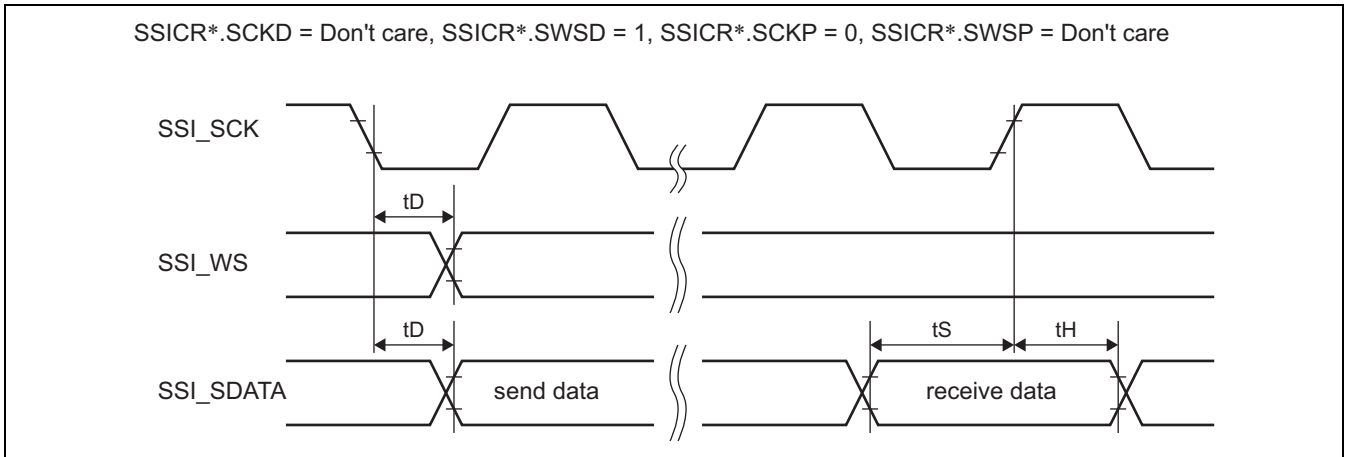 SSICR*.SCKD = Don't care, SSICR*.SWSD = 1, SSICR*.SCKP = 0, SSICR*.SWSP = Don't care
SSI_SCK
tD
SSI_WS
tD
tS
tH
SSI_SDATA
send data
receive data